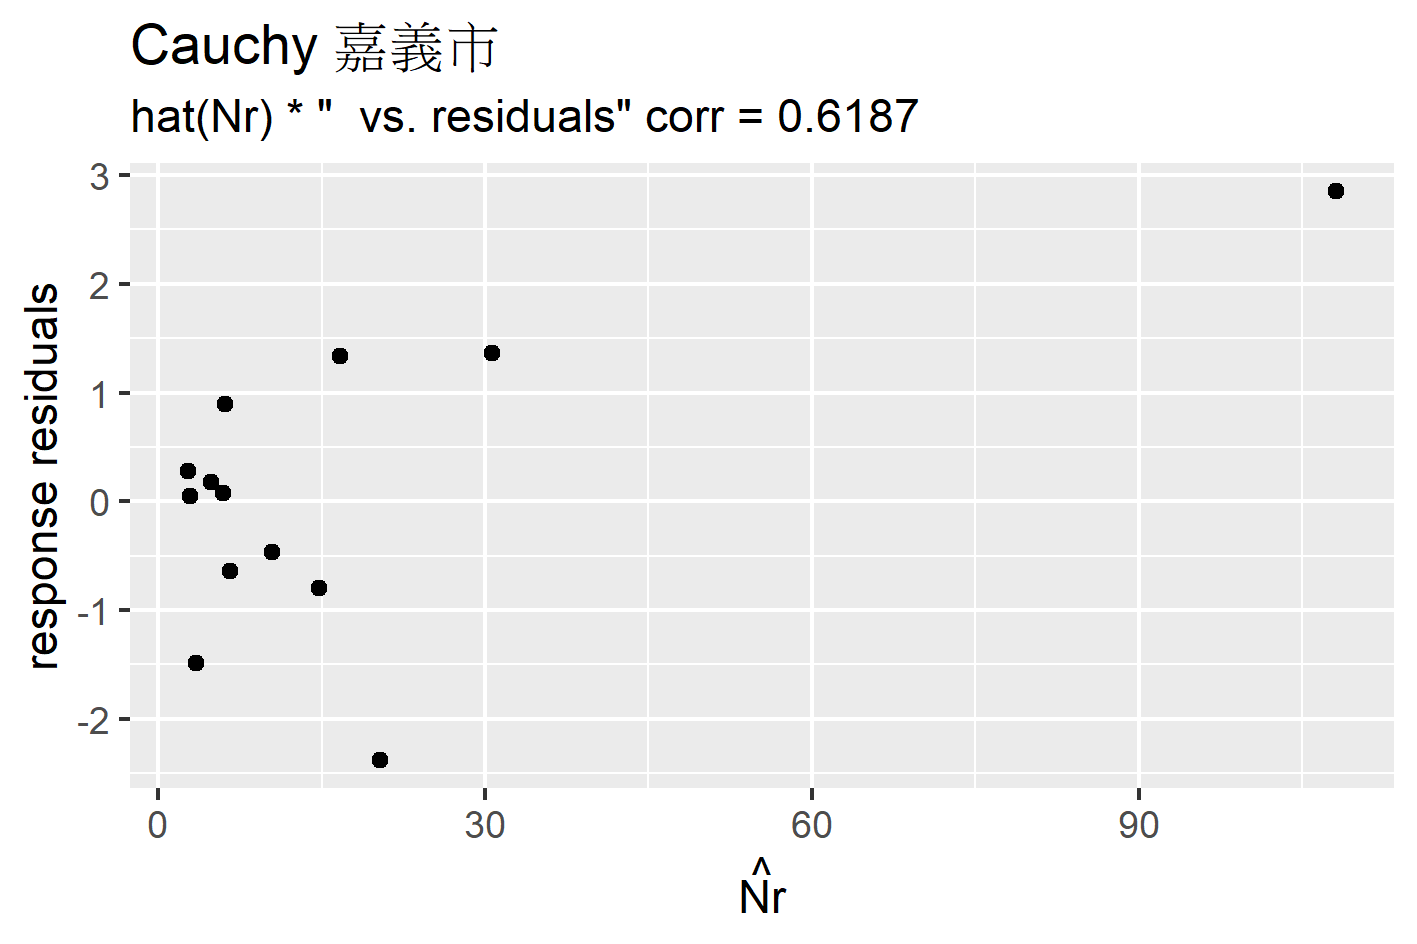 Cauchy 嘉義市
hat(Nr) * "  vs. residuals" corr = 0.6187
response residuals
3
2
1
0
-1
-2
0 30 60 90
N̂r